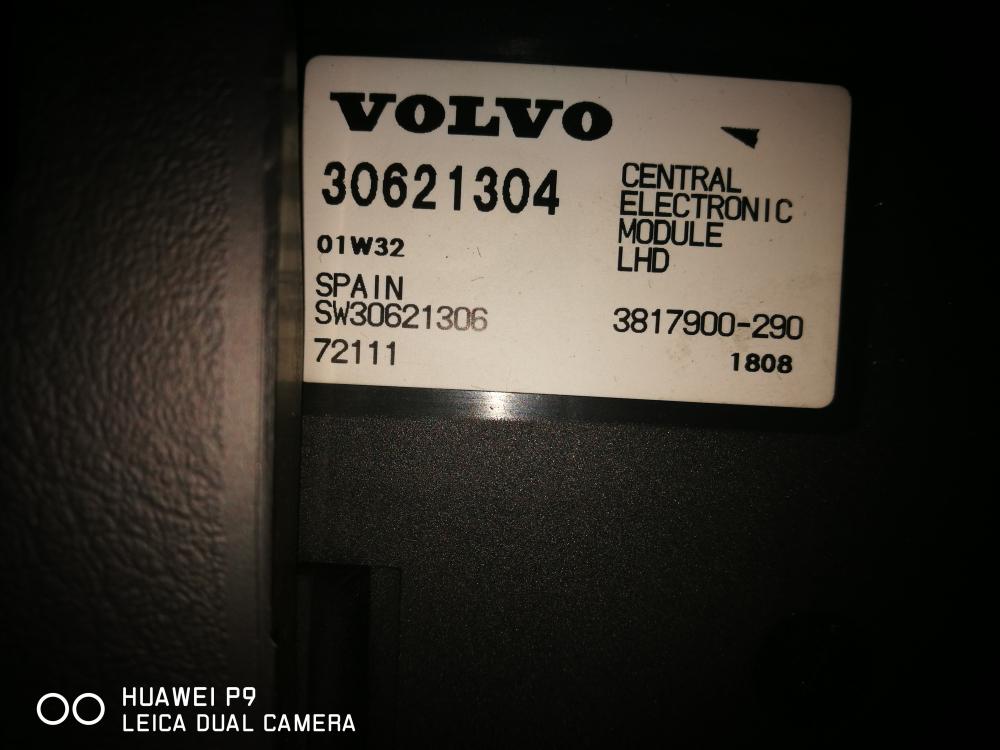 VOLVO
30621304
CENTRAL
ELECTRONIC
MODULE
LHD
01W32
SPAIN
SW30621306
72111
3817900-290
1808
HUAWEI P9
LEICA DUAL CAMERA